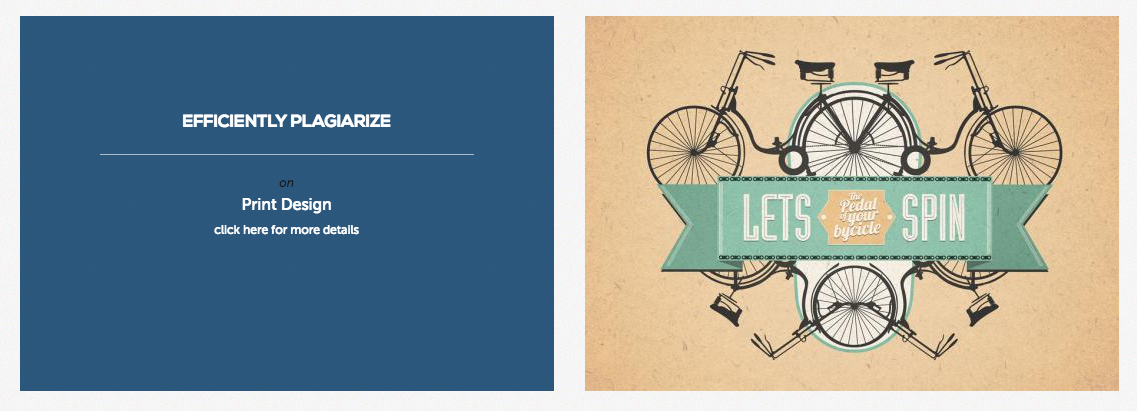 EFFICIENTLY PLAGIARIZE
on
Print Design
click here for more details
LETS
The
Pedal
of your
bycicle
SPIN